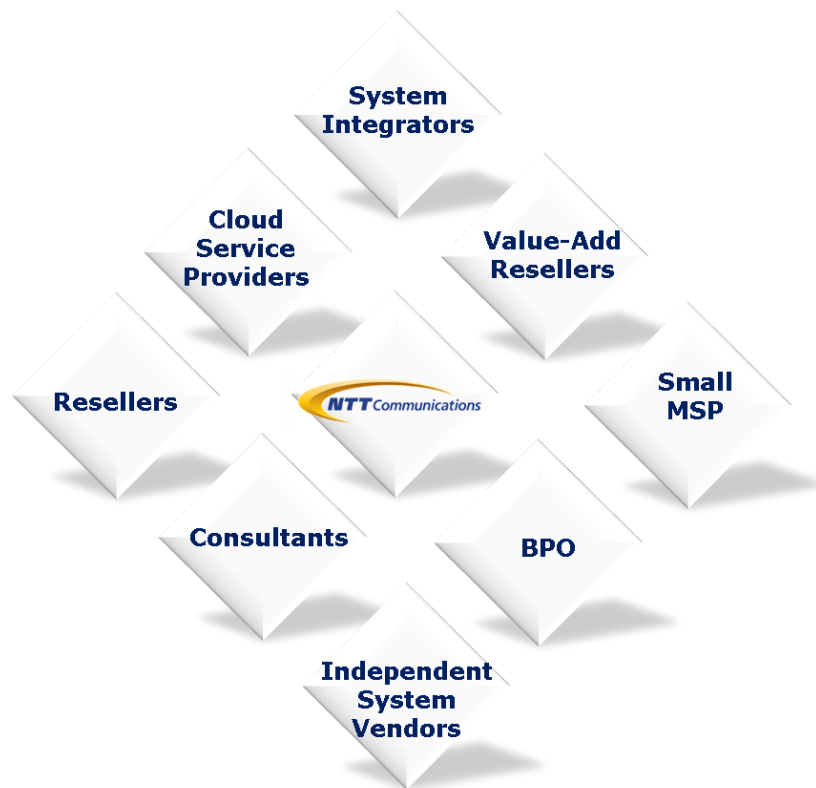 System
Integrators
Cloud
Service
Providers
Value-Add
Resellers
Resellers
NTT Communications
Small
MSP
Consultants
BPO
Independent
System
Vendors